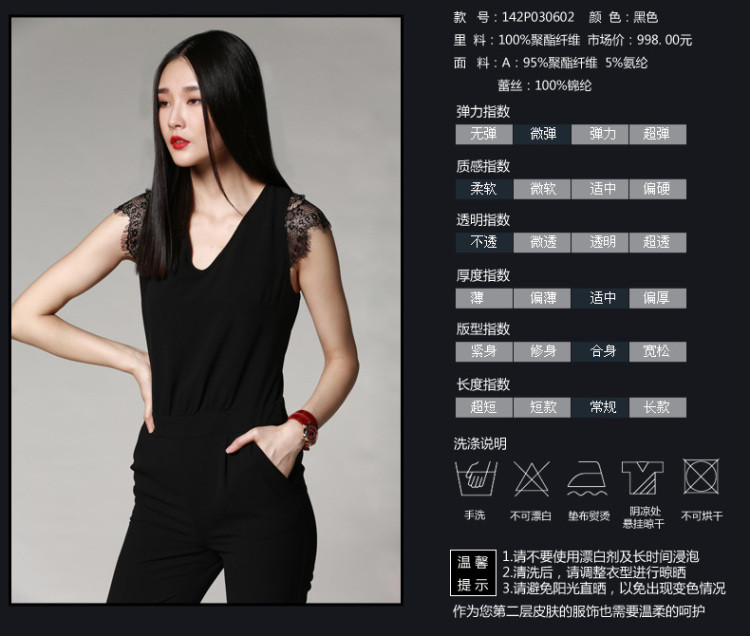 款 号：142P030602 颜 色：黑色
里 料：100%聚酯纤维 市场价：998.00元
面 料：A：95%聚酯纤维 5%氨纶
蕾丝：100%锦纶
弹力指数
无弹 微弹 弹力 超弹
质感指数
柔软 微软 适中 偏硬
透明指数
不透 微透 透明 超透
厚度指数
薄 偏薄 适中 偏厚
版型指数
紧身 修身 合身 宽松
长度指数
超短 短款 常规 长款
洗涤说明
手洗 不可漂白 垫布熨烫 阴凉处 不可烘干
悬挂晾干
温 馨
提 示
1.请不要使用漂白剂及长时间浸泡
2.清洗后，请调整衣型进行晾晒
3.请避免阳光直晒，以免出现变色情况
作为您第二层皮肤的服饰也需要温柔的呵护